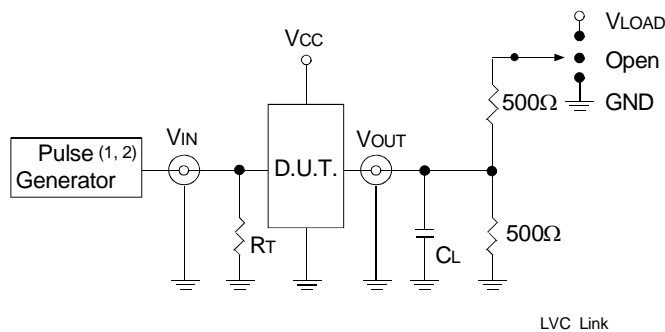 VLOAD
VCC
Open
500Ω
GND
VIN
VOUT
Pulse (1, 2)
Generator
D.U.T.
RT
CL
500Ω
LVC Link